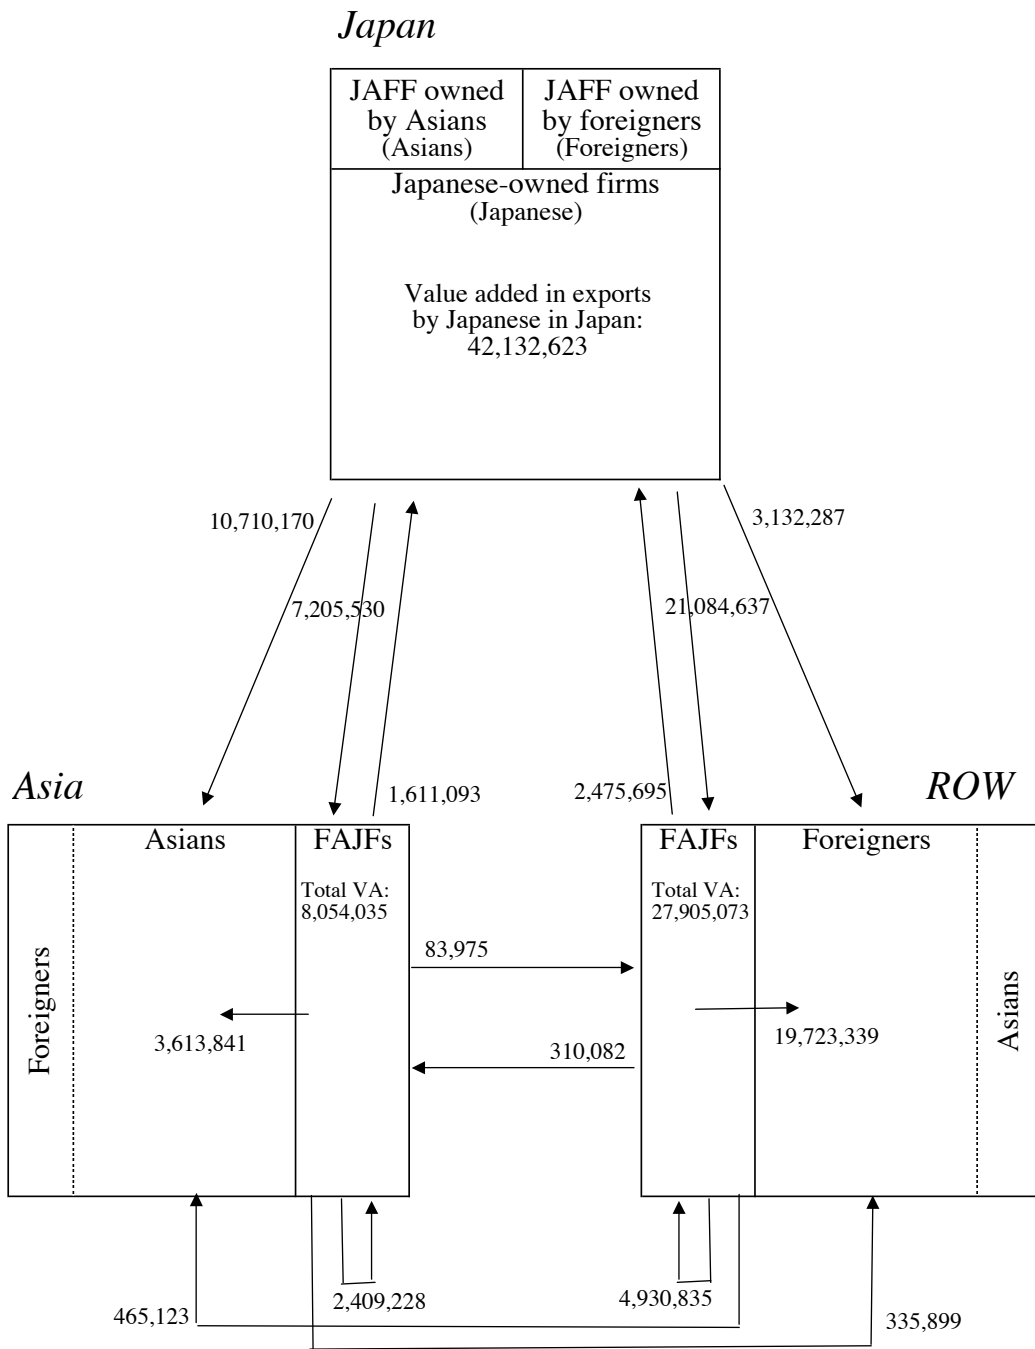 Japan
JAFF owned
by Asians
(Asians)
JAFF owned
by foreigners
(Foreigners)
Japanese-owned firms
(Japanese)
Value added in exports
by Japanese in Japan:
42,132,623
10,710,170
3,132,287
7,205,530
21,084,637
Asia
1,611,093
2,475,695
ROW
Foreigners
Asians
FAJFs
Total VA:
8,054,035
FAJFs
Total VA:
27,905,073
Foreigners
Asians
83,975
3,613,841
19,723,339
310,082
465,123
2,409,228
4,930,835
335,899